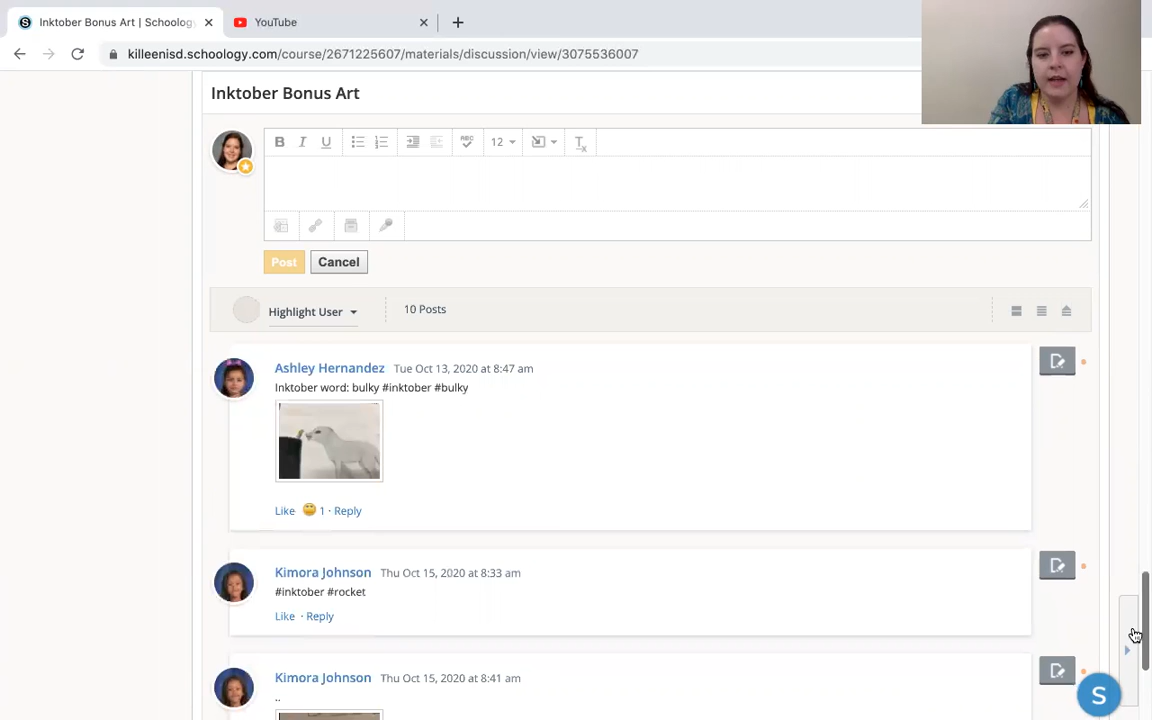 Inktober Bonus Art | Schoology
YouTube
killeenisd.schoology.com/course/2671225607/materials/discussion/view/3075536007
Inktober Bonus Art
B I U ABC 12 Tx
Post Cancel
Highlight User 10 Posts
Ashley Hernandez Tue Oct 13, 2020 at 8:47 am
Inktober word: bulky #inktober #bulky
Like 1 · Reply
Kimora Johnson Thu Oct 15, 2020 at 8:33 am
#inktober #rocket
Like · Reply
Kimora Johnson Thu Oct 15, 2020 at 8:41 am
..
S